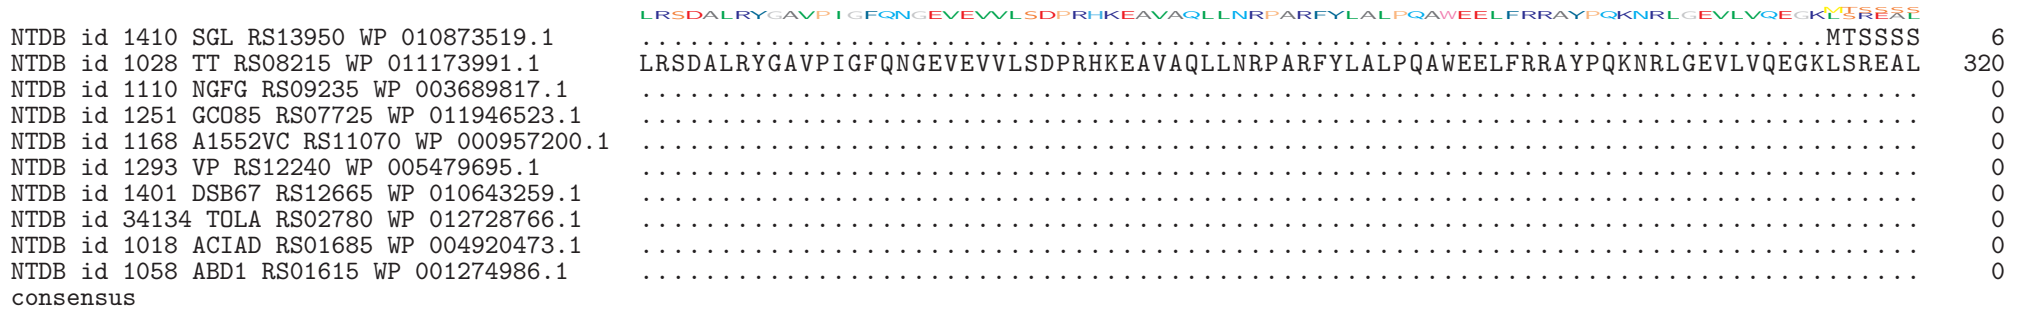 LRSDALRYGAVPIGFQNGEVEVVLSDPRHKEAVAQLLNRPARFYLALPQAWEELFRRAYPQKNRLGEVLVQEGKLSREAL
NTDB id 1410 SGL RS13950 WP 010873519.1 ..........................................................................MTSSSS 6
NTDB id 1028 TT RS08215 WP 011173991.1 LRSDALRYGAVPIGFQNGEVEVVLSDPRHKEAVAQLLNRPARFYLALPQAWEELFRRAYPQKNRLGEVLVQEGKLSREAL 320
NTDB id 1110 NGFG RS09235 WP 003689817.1 ................................................................................ 0
NTDB id 1251 GCO85 RS07725 WP 011946523.1 ................................................................................ 0
NTDB id 1168 A1552VC RS11070 WP 000957200.1 ................................................................................ 0
NTDB id 1293 VP RS12240 WP 005479695.1 ................................................................................ 0
NTDB id 1401 DSB67 RS12665 WP 010643259.1 ................................................................................ 0
NTDB id 34134 TOLA RS02780 WP 012728766.1 ................................................................................ 0
NTDB id 1018 ACIAD RS01685 WP 004920473.1 ................................................................................ 0
NTDB id 1058 ABD1 RS01615 WP 001274986.1 ................................................................................ 0
consensus